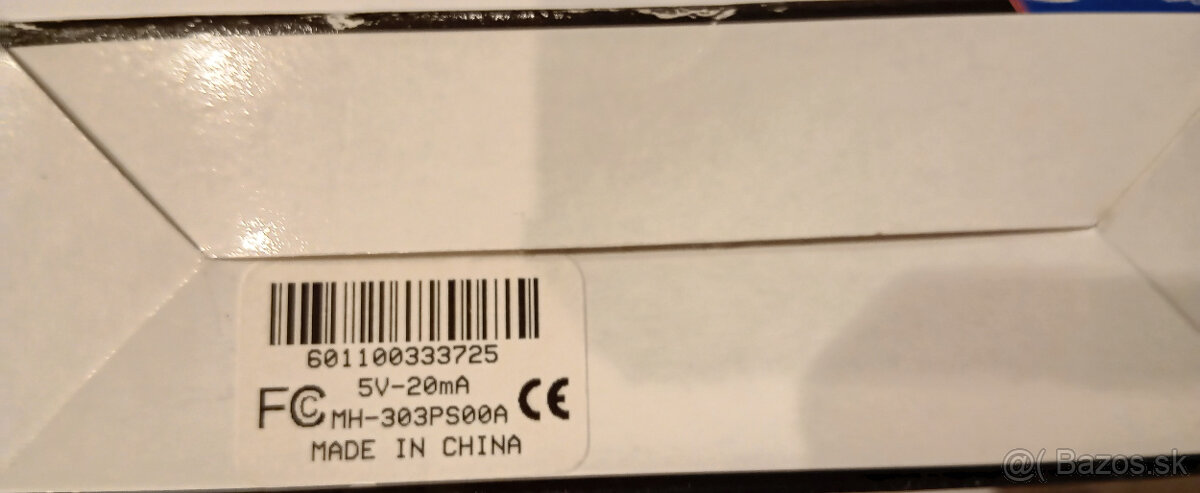 601100333725
5V-20mA
FC CE
MH-303PS00A
MADE IN CHINA
@( Bazos.sk